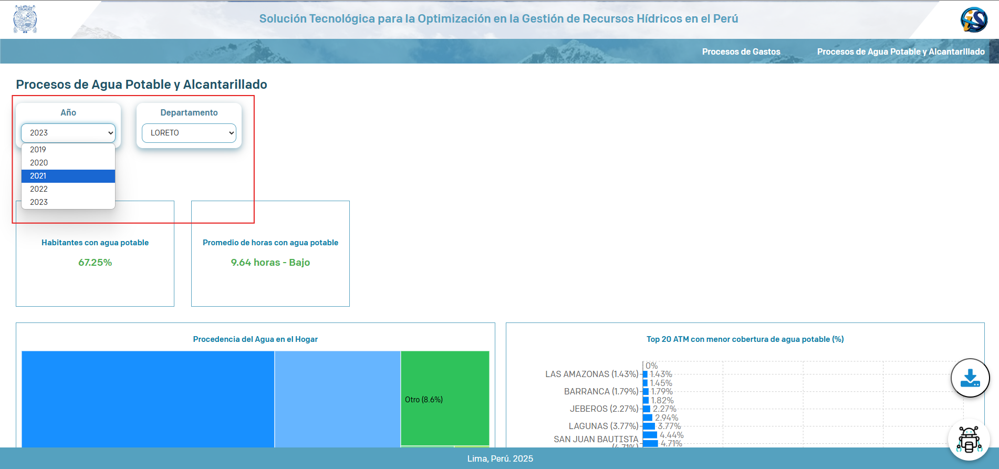 Solución Tecnológica para la Optimización en la Gestión de Recursos Hídricos en el Perú
Procesos de Gastos
Procesos de Agua Potable y Alcantarillado
Procesos de Agua Potable y Alcantarillado
Año
Departamento
2023
LORETO
2019
2020
2021
2022
2023
Habitantes con agua potable
67.25%
Promedio de horas con agua potable
9.64 horas - Bajo
Procedencia del Agua en el Hogar
Otro (8.6%)
Top 20 ATM con menor cobertura de agua potable (%)
0%
LAS AMAZONAS (1.43%) 1.43%
1.45%
BARRANCA (1.79%) 1.79%
1.82%
JEBEROS (2.27%) 2.27%
2.94%
LAGUNAS (3.77%) 3.77%
4.44%
SAN JUAN BAUTISTA
(4.71%) 4.71%
Lima, Perú. 2025